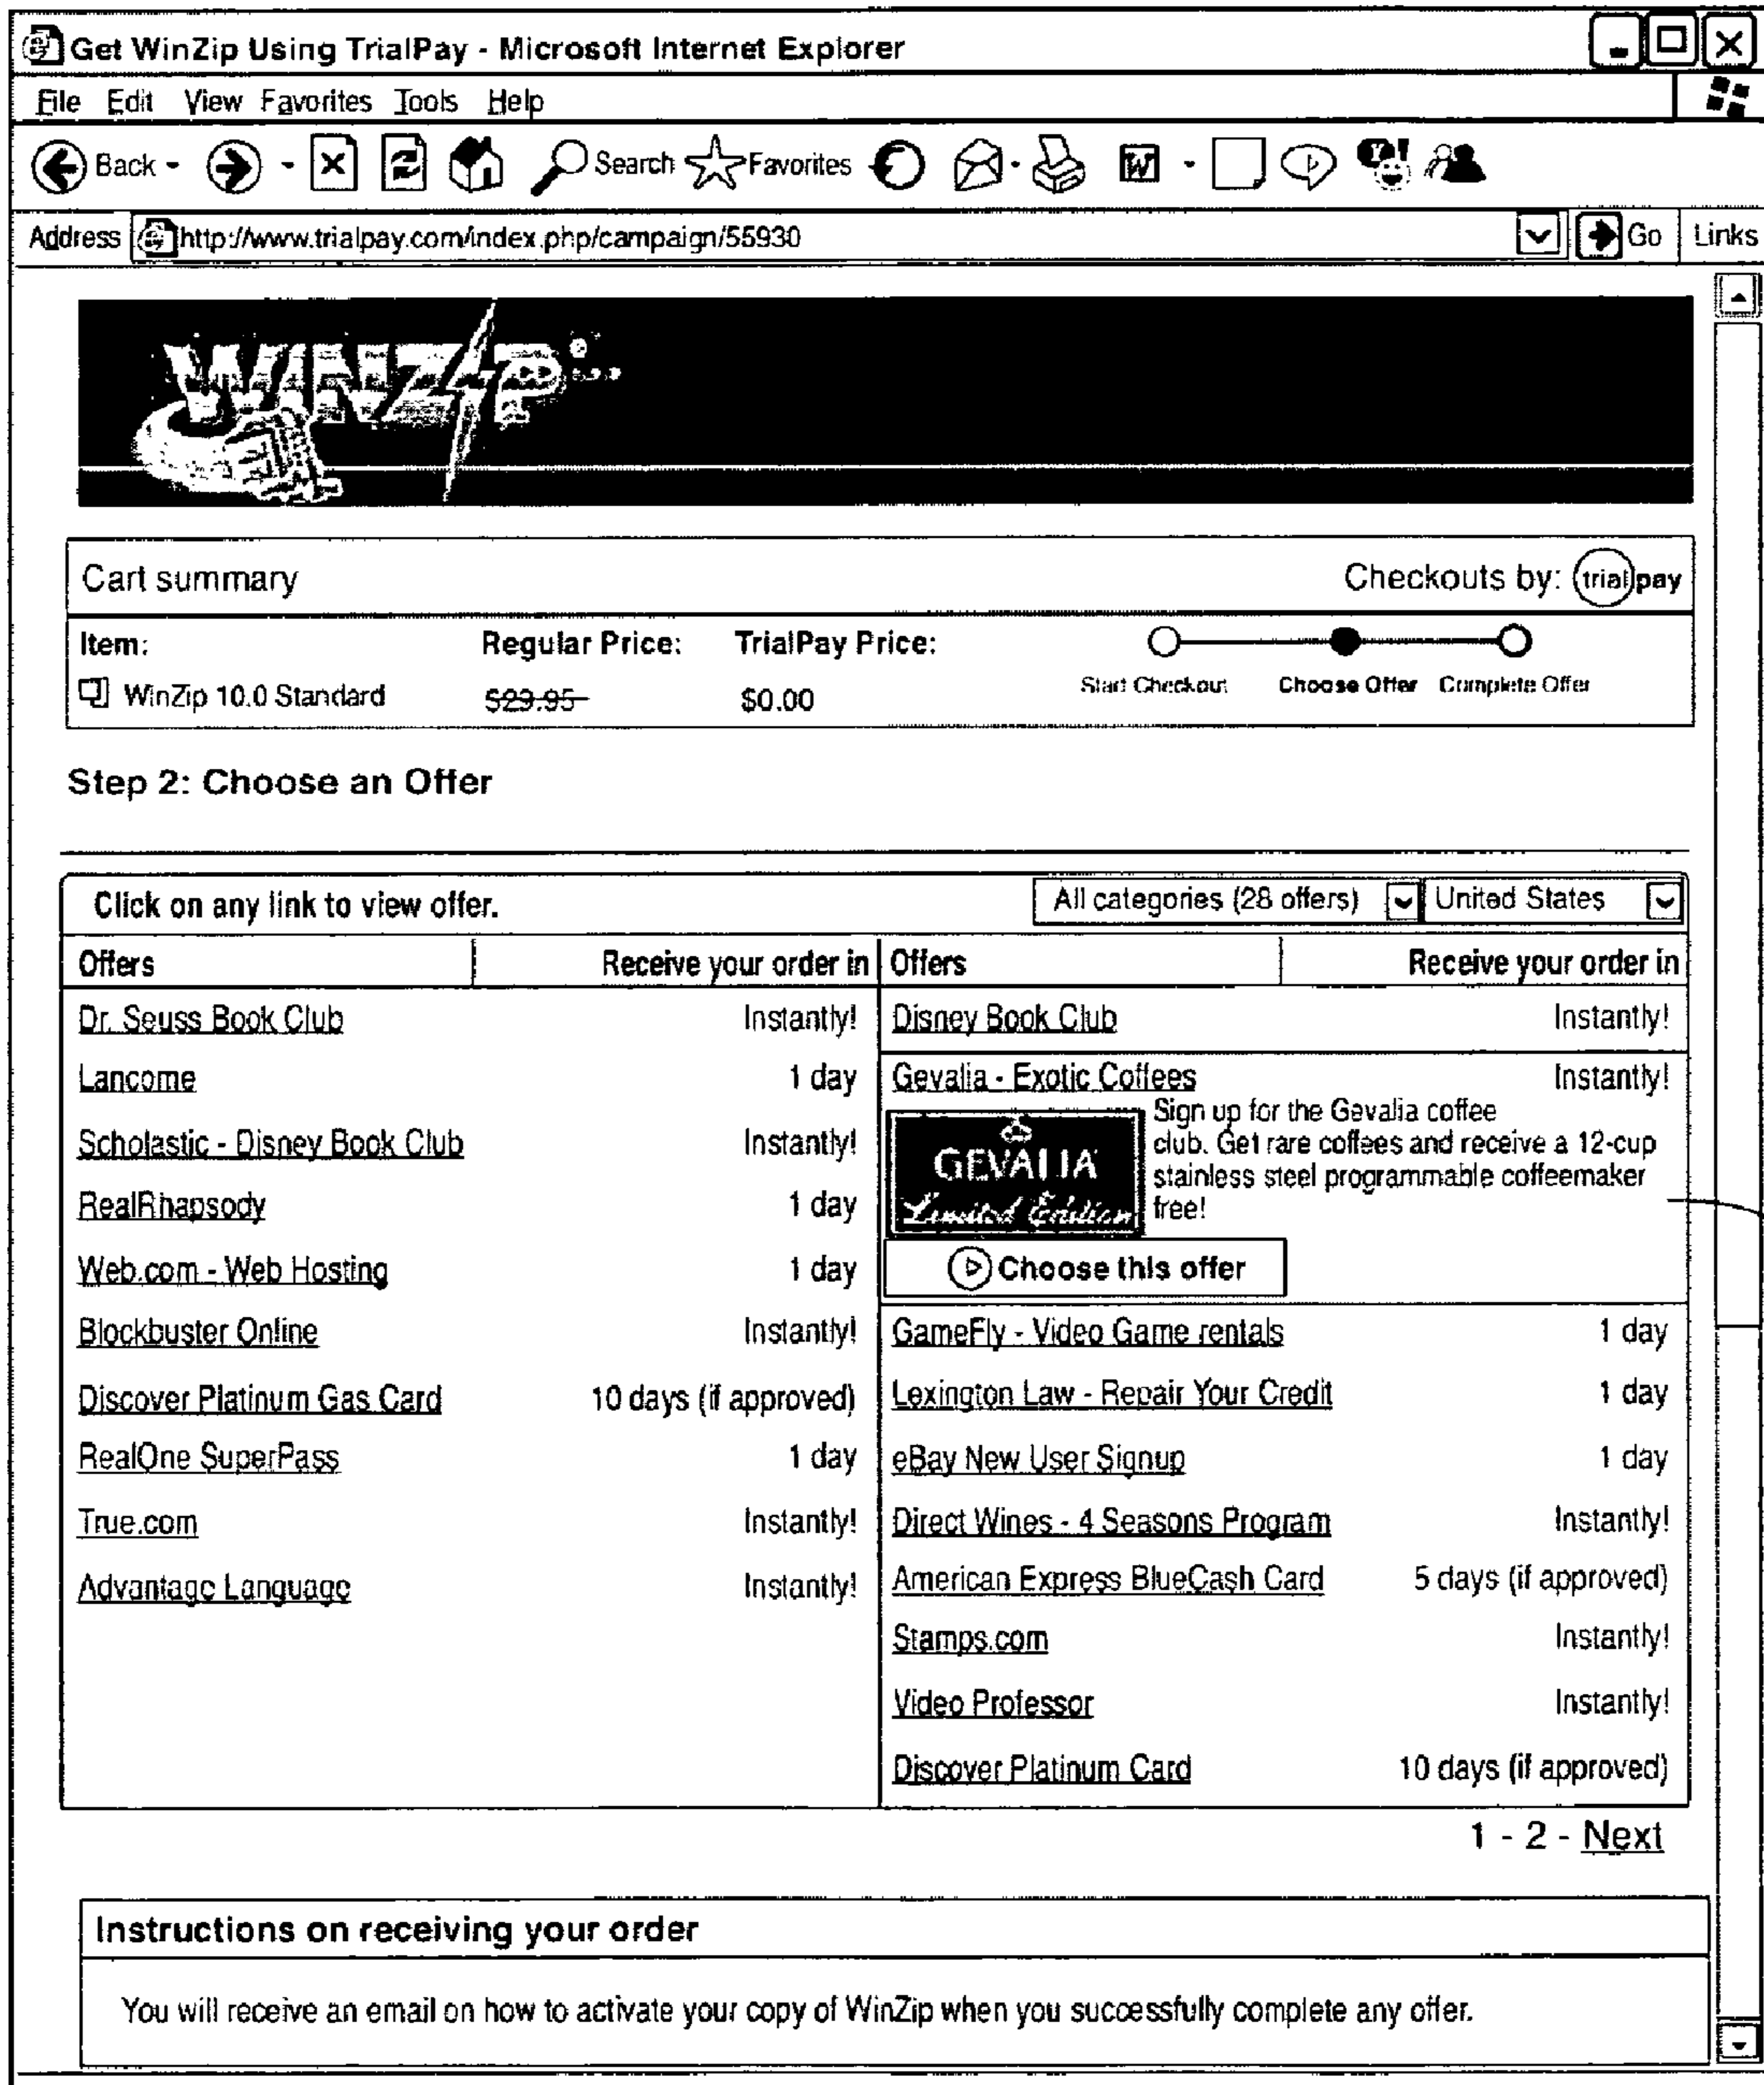 Get WinZip Using TrialPay - Microsoft Internet Explorer
File Edit View Favorites Tools Help
Back Search Favorites
Address http://www.trialpay.com/index.php/campaign/55930 Go Links
WINZIP®
Cart summary Checkouts by: trialpay
Item: Regular Price: TrialPay Price:
WinZip 10.0 Standard $29.95 $0.00 Start Checkout Choose Offer Complete Offer
Step 2: Choose an Offer
Click on any link to view offer. All categories (28 offers) United States
Offers Receive your order in Offers Receive your order in
Dr. Seuss Book Club Instantly!
Lancome 1 day
Scholastic - Disney Book Club Instantly!
RealRhapsody 1 day
Web.com - Web Hosting 1 day
Blockbuster Online Instantly!
Discover Platinum Gas Card 10 days (if approved)
RealOne SuperPass 1 day
True.com Instantly!
Advantage Language Instantly!
Disney Book Club Instantly!
Gevalia - Exotic Coffees Instantly!
GEVALIA
Limited Edition
Sign up for the Gevalia coffee
club. Get rare coffees and receive a 12-cup
stainless steel programmable coffeemaker
free!
Choose this offer
GameFly - Video Game rentals 1 day
Lexington Law - Repair Your Credit 1 day
eBay New User Signup 1 day
Direct Wines - 4 Seasons Program Instantly!
American Express BlueCash Card 5 days (if approved)
Stamps.com Instantly!
Video Professor Instantly!
Discover Platinum Card 10 days (if approved)
1 - 2 - Next
Instructions on receiving your order
You will receive an email on how to activate your copy of WinZip when you successfully complete any offer.